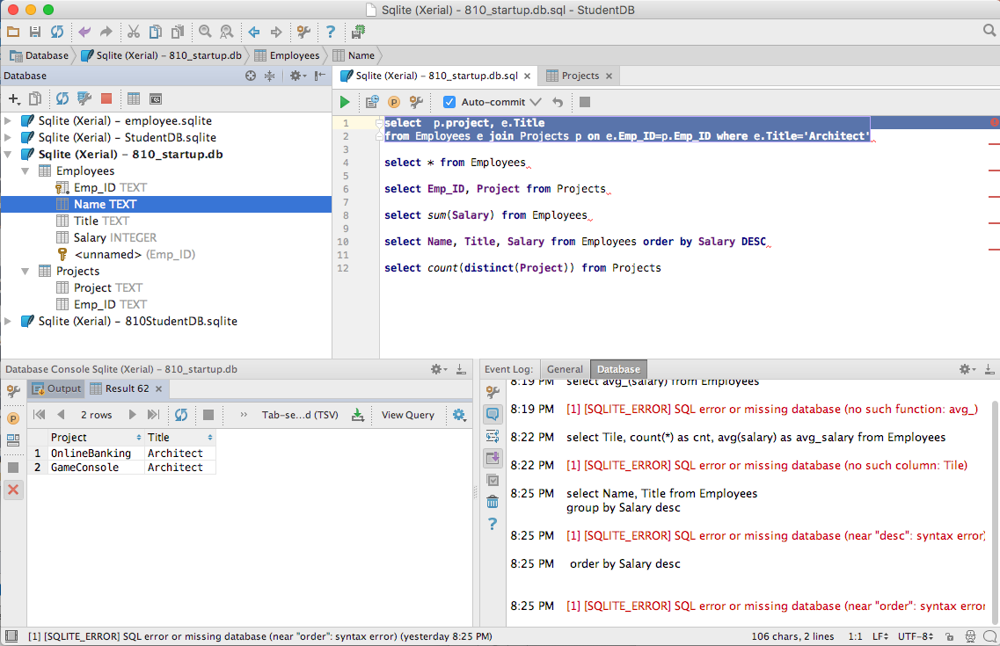 Sqlite (Xerial) - 810_startup.db.sql - StudentDB
Database Sqlite (Xerial) - 810_startup.db Employees Name
Database
Sqlite (Xerial) - employee.sqlite
Sqlite (Xerial) - StudentDB.sqlite
Sqlite (Xerial) - 810_startup.db
Employees
Emp_ID TEXT
Name TEXT
Title TEXT
Salary INTEGER
<unnamed> (Emp_ID)
Projects
Project TEXT
Emp_ID TEXT
Sqlite (Xerial) - 810StudentDB.sqlite
Sqlite (Xerial) - 810_startup.db.sql Projects
Auto-commit
1 select  p.project, e.Title
2 from Employees e join Projects p on e.Emp_ID=p.Emp_ID where e.Title='Architect'
3
4 select * from Employees
5
6 select Emp_ID, Project from Projects
7
8 select sum(Salary) from Employees
9
10 select Name, Title, Salary from Employees order by Salary DESC
11
12 select count(distinct(Project)) from Projects
Database Console Sqlite (Xerial) - 810_startup.db
Output Result 62
2 rows Tab-se...d (TSV) View Query
Project Title
1 OnlineBanking Architect
2 GameConsole Architect
Event Log: General Database
8:19 PM select avg_(salary) from Employees
8:19 PM [1] [SQLITE_ERROR] SQL error or missing database (no such function: avg_)
8:22 PM select Tile, count(*) as cnt, avg(salary) as avg_salary from Employees
8:22 PM [1] [SQLITE_ERROR] SQL error or missing database (no such column: Tile)
8:25 PM select Name, Title from Employees
group by Salary desc
8:25 PM [1] [SQLITE_ERROR] SQL error or missing database (near "desc": syntax error)
8:25 PM order by Salary desc
8:25 PM [1] [SQLITE_ERROR] SQL error or missing database (near "order": syntax error
[1] [SQLITE_ERROR] SQL error or missing database (near "order": syntax error) (yesterday 8:25 PM) 106 chars, 2 lines 1:1 LF UTF-8